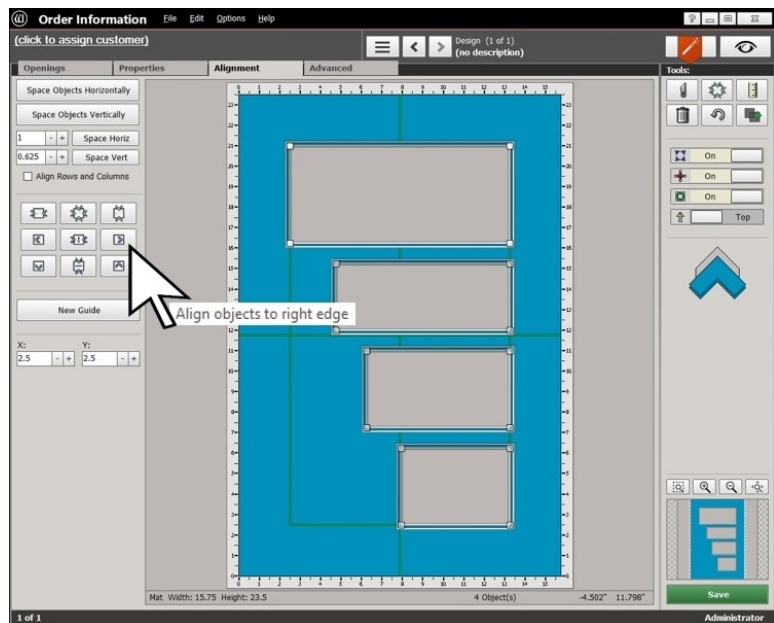 Order Information File Edit Options Help
(click to assign customer)
Design (1 of 1)
(no description)
Openings Properties Alignment Advanced
Tools:
Space Objects Horizontally
Space Objects Vertically
1 - + Space Horiz
0.625 - + Space Vert
Align Rows and Columns
New Guide
X: Y:
2.5 - + 2.5 - +
Align objects to right edge
On
On
On
Top
Mat Width: 15.75 Height: 23.5 4 Object(s) -4.502" 11.798"
Save
1 of 1 Administrator